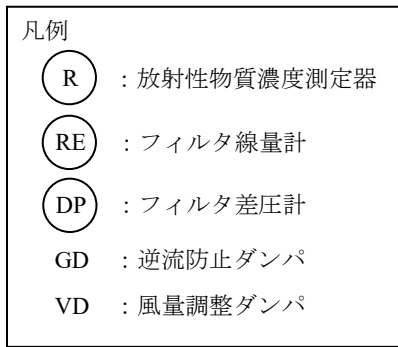 凡例
R ：放射性物質濃度測定器
RE ：フィルタ線量計
DP ：フィルタ差圧計
GD ：逆流防止ダンパ
VD ：風量調整ダンパ